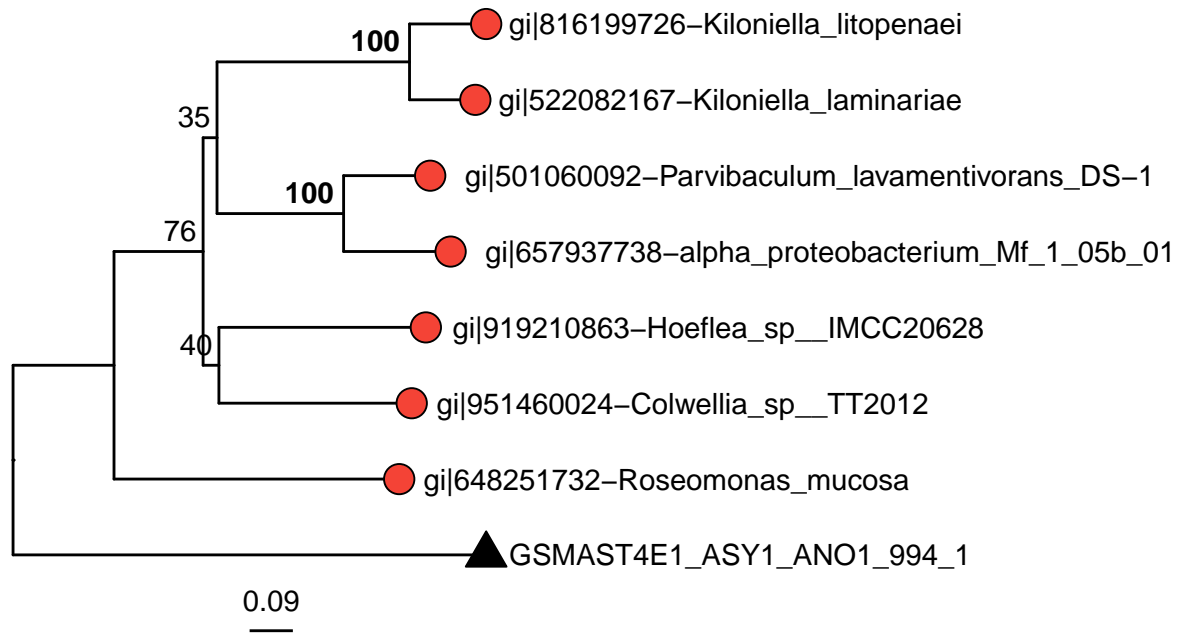 gi|816199726–Kiloniella_litopenaei
100
gi|522082167–Kiloniella_laminariae
35
gi|501060092–Parvibaculum_lavamentivorans_DS–1
100
76
gi|657937738–alpha_proteobacterium_Mf_1_05b_01
gi|919210863–Hoeflea_sp__IMCC20628
40
gi|951460024–Colwellia_sp__TT2012
gi|648251732–Roseomonas_mucosa
GSMAST4E1_ASY1_ANO1_994_1
0.09